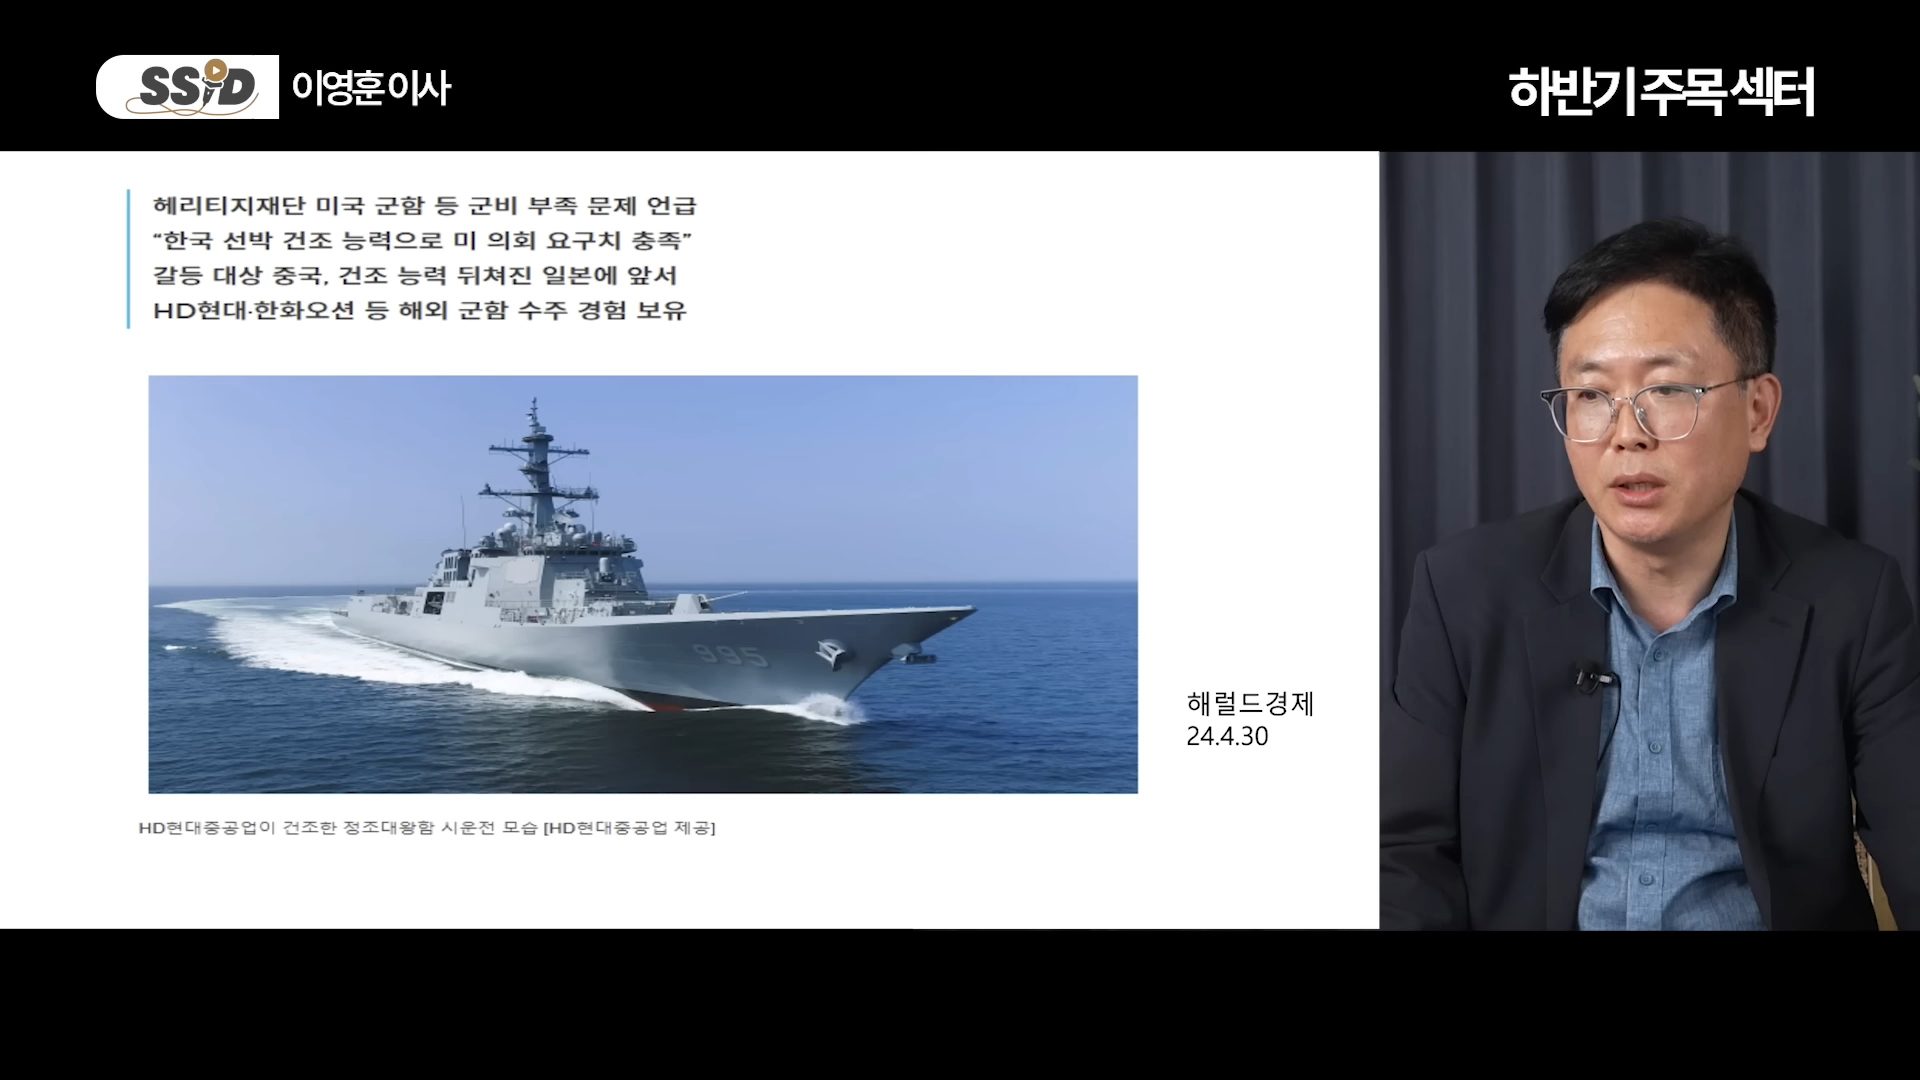 SSiD 이영훈 이사
하반기 주목 섹터
헤리티지재단 미국 군함 등 군비 부족 문제 언급
“한국 선박 건조 능력으로 미 의회 요구치 충족”
갈등 대상 중국, 건조 능력 뒤쳐진 일본에 앞서
HD현대·한화오션 등 해외 군함 수주 경험 보유
995
해럴드경제
24.4.30
HD현대중공업이 건조한 정조대왕함 시운전 모습 [HD현대중공업 제공]